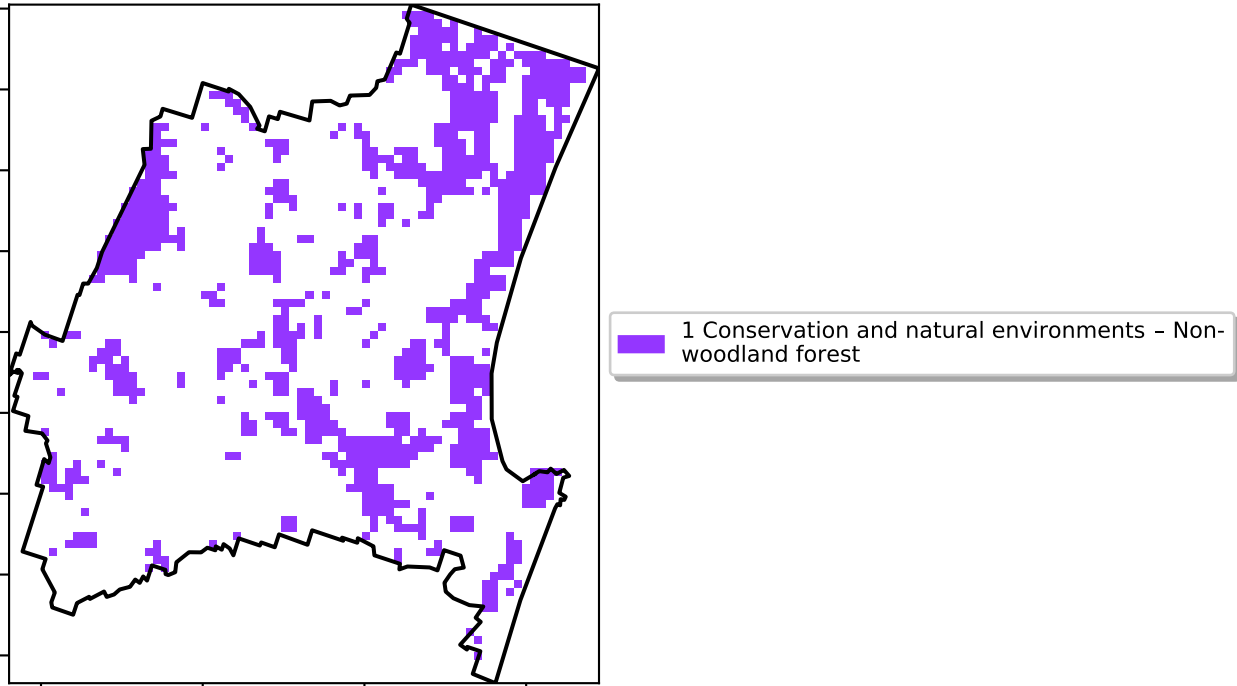 1 Conservation and natural environments – Non-
woodland forest